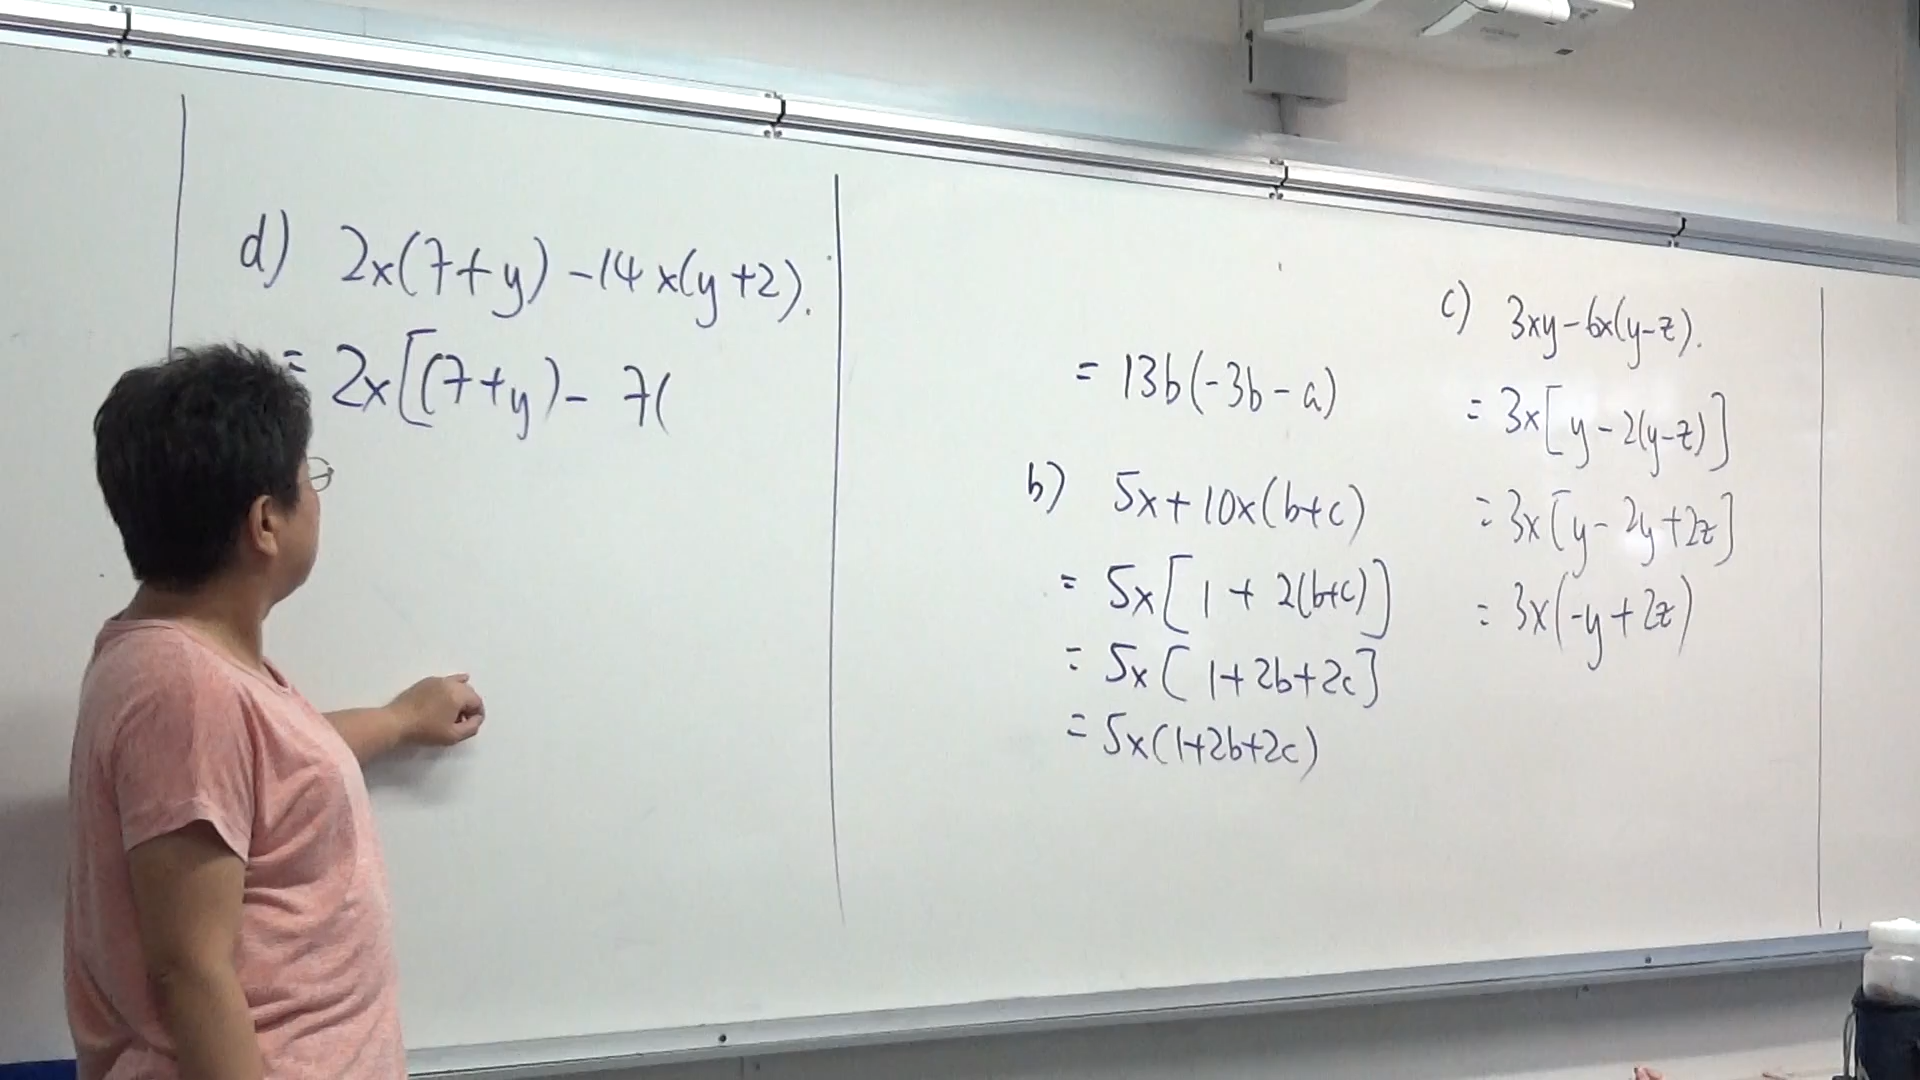 d) 2x(7+y) -14x(y+2).
= 2x[(7+y) - 7(
= 13b(-3b-a)
b) 5x+10x(b+c)
= 5x[1 + 2(b+c)]
= 5x[1+2b+2c]
= 5x(1+2b+2c)
c) 3xy-6x(y-z).
= 3x[y-2(y-z)]
= 3x[y-2y+2z]
= 3x(-y+2z)